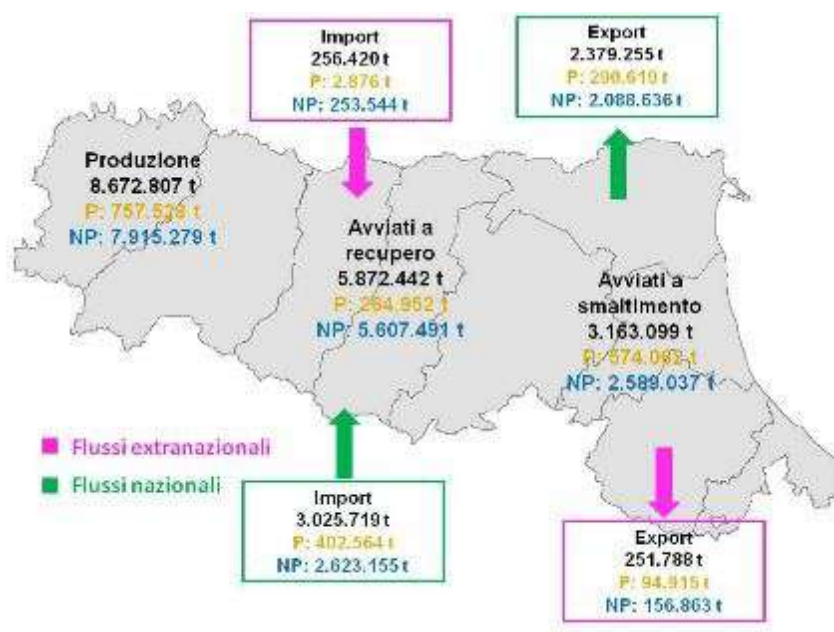 Import
256.420 t
P: 2.876 t
NP: 253.544 t
Export
2.379.255 t
P: 290.619 t
NP: 2.088.636 t
Produzione
8.672.807 t
P: 757.528 t
NP: 7.915.279 t
Avviati a
recupero
5.872.442 t
P: 264.952 t
NP: 5.607.491 t
Avviati a
smaltimento
3.163.099 t
P: 574.062 t
NP: 2.589.037 t
Flussi extranazionali
Flussi nazionali
Import
3.025.719 t
P: 402.564 t
NP: 2.623.155 t
Export
251.788 t
P: 94.915 t
NP: 156.863 t